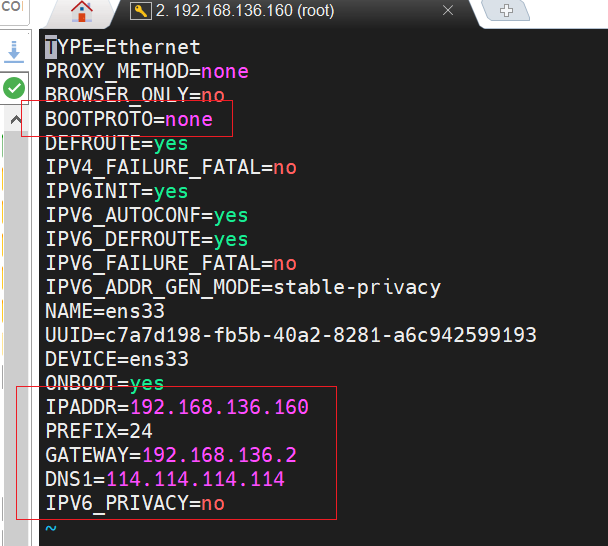 2. 192.168.136.160 (root)
TYPE=Ethernet
PROXY_METHOD=none
BROWSER_ONLY=no
BOOTPROTO=none
DEFROUTE=yes
IPV4_FAILURE_FATAL=no
IPV6INIT=yes
IPV6_AUTOCONF=yes
IPV6_DEFROUTE=yes
IPV6_FAILURE_FATAL=no
IPV6_ADDR_GEN_MODE=stable-privacy
NAME=ens33
UUID=c7a7d198-fb5b-40a2-8281-a6c942599193
DEVICE=ens33
ONBOOT=yes
IPADDR=192.168.136.160
PREFIX=24
GATEWAY=192.168.136.2
DNS1=114.114.114.114
IPV6_PRIVACY=no
~